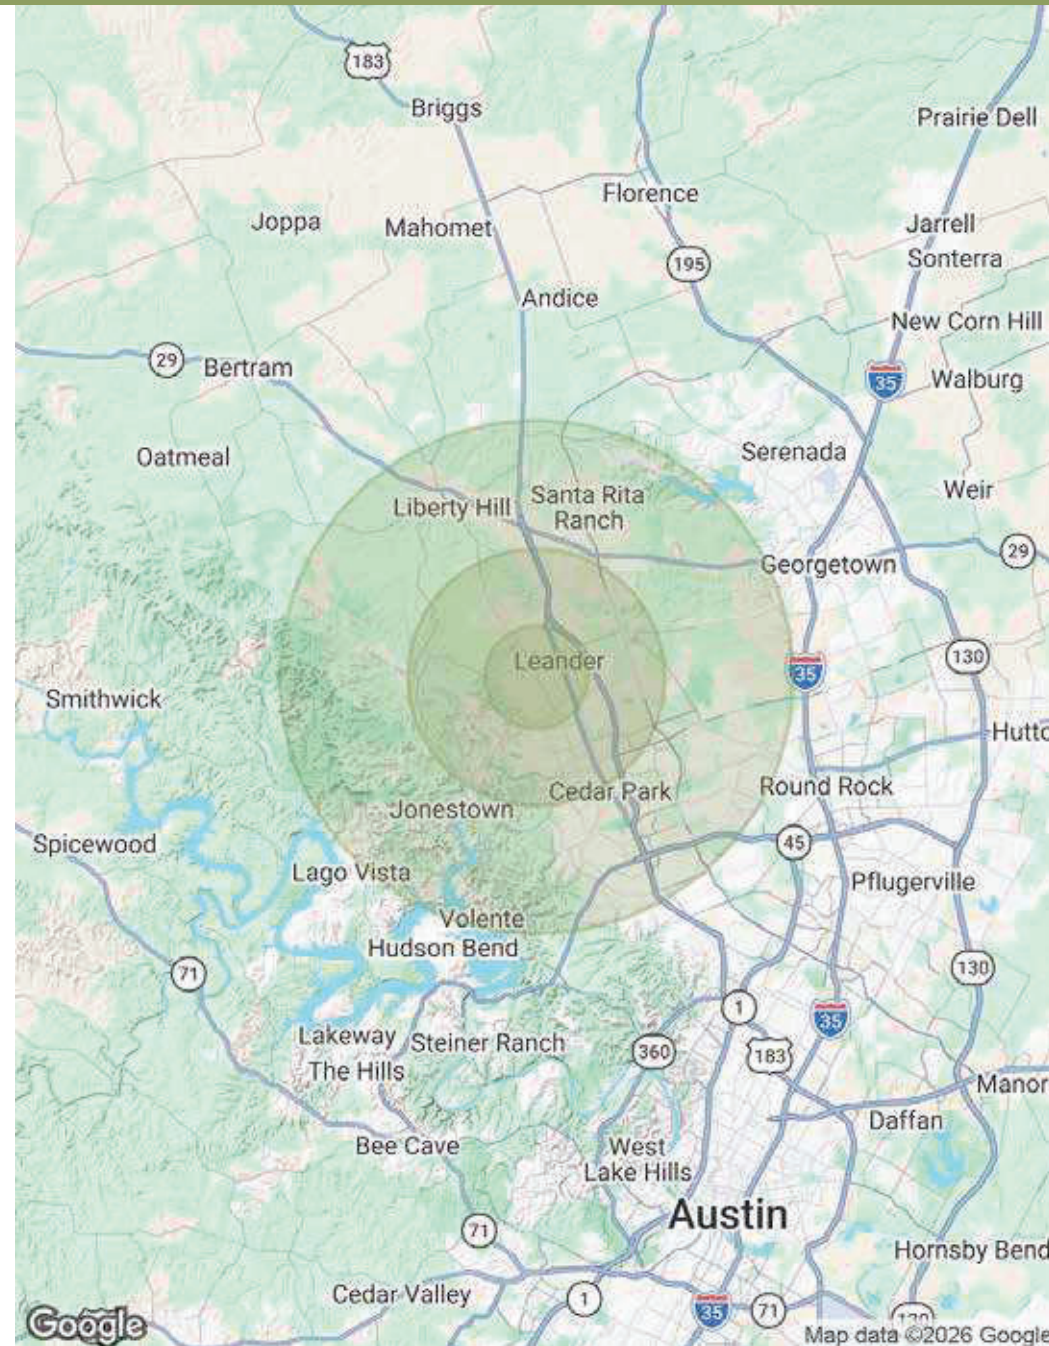 183
Briggs
Prairie Dell
Florence
Joppa
Mahomet
Jarrell
Sonterra
195
Andice
New Corn Hill
29
Bertram
35
Walburg
Serenada
Oatmeal
Weir
Liberty Hill
Santa Rita
Ranch
29
Georgetown
Leander
130
35
Smithwick
Hutto
Cedar Park
Round Rock
Jonestown
45
Spicewood
Lago Vista
Pflugerville
Volente
Hudson Bend
71
130
1
35
Lakeway
Steiner Ranch
360
183
The Hills
Manor
Daffan
Bee Cave
West
Lake Hills
Austin
71
Hornsby Bend
Cedar Valley
1
35
71
130
Google
Map data ©2026 Google